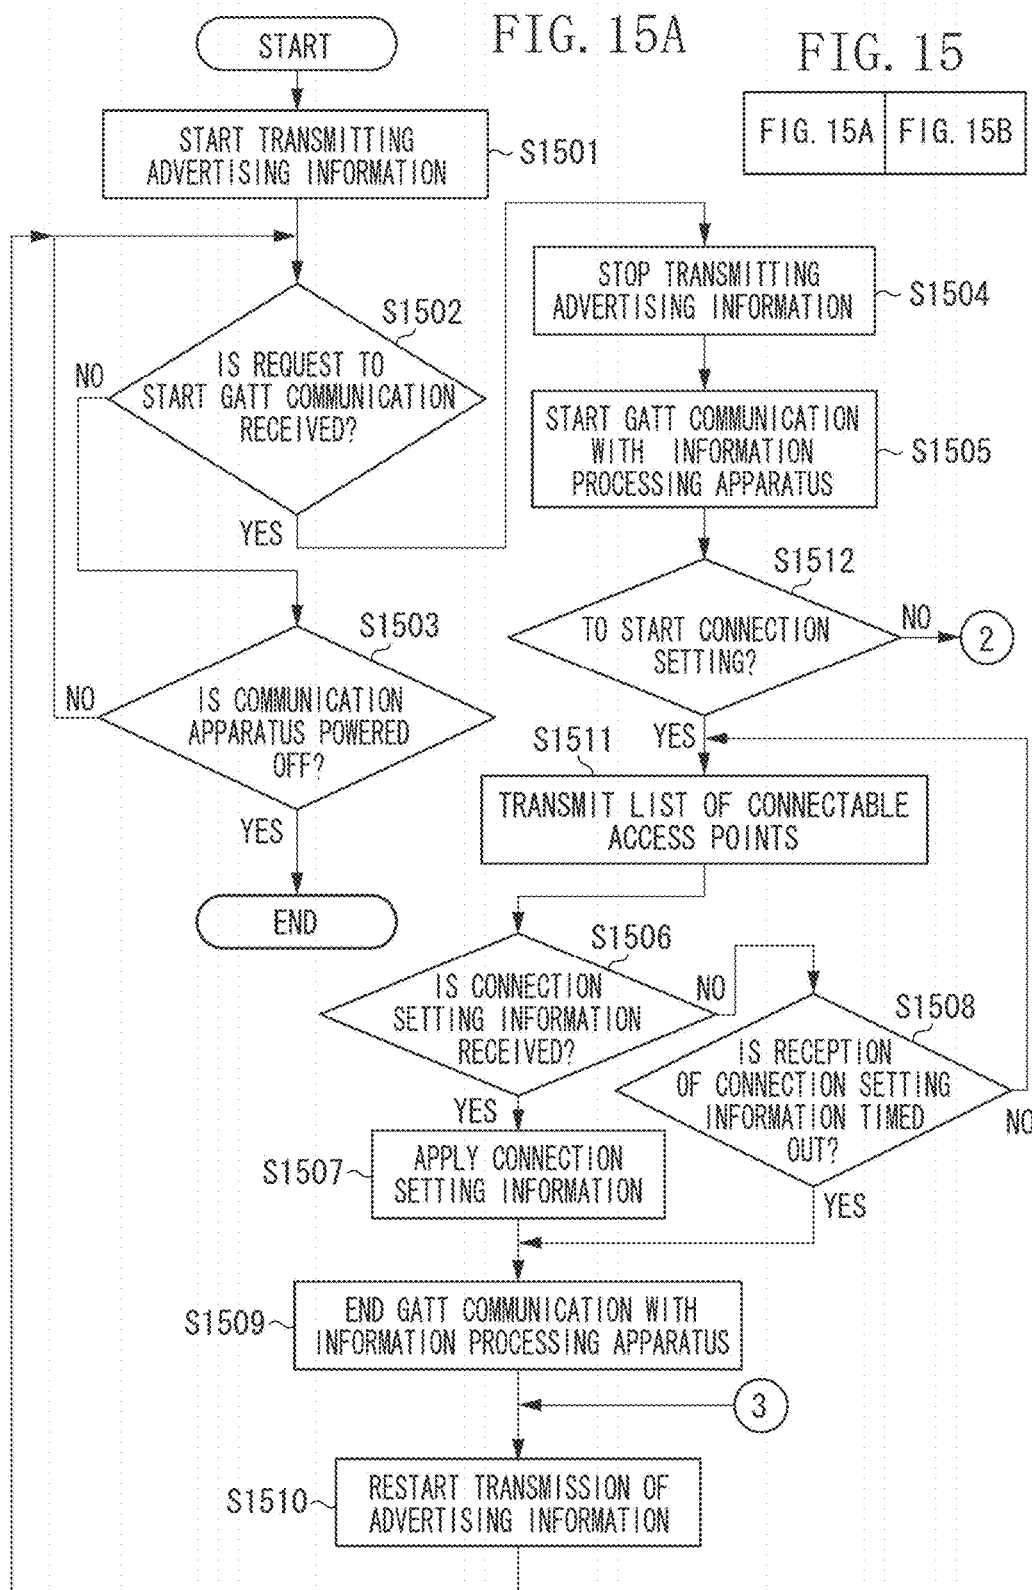 FIG. 15A
FIG. 15
FIG. 15A
FIG. 15B
START
START TRANSMITTING
ADVERTISING INFORMATION
S1501
S1502
IS REQUEST TO
START GATT COMMUNICATION
RECEIVED?
NO
YES
S1503
IS COMMUNICATION
APPARATUS POWERED
OFF?
NO
YES
END
STOP TRANSMITTING
ADVERTISING INFORMATION
S1504
START GATT COMMUNICATION
WITH INFORMATION
PROCESSING APPARATUS
S1505
S1512
TO START CONNECTION
SETTING?
NO
2
YES
S1511
TRANSMIT LIST OF CONNECTABLE
ACCESS POINTS
S1506
IS CONNECTION
SETTING INFORMATION
RECEIVED?
NO
YES
S1508
IS RECEPTION
OF CONNECTION SETTING
INFORMATION TIMED
OUT?
NO
YES
S1507
APPLY CONNECTION
SETTING INFORMATION
S1509
END GATT COMMUNICATION WITH
INFORMATION PROCESSING APPARATUS
3
S1510
RESTART TRANSMISSION OF
ADVERTISING INFORMATION